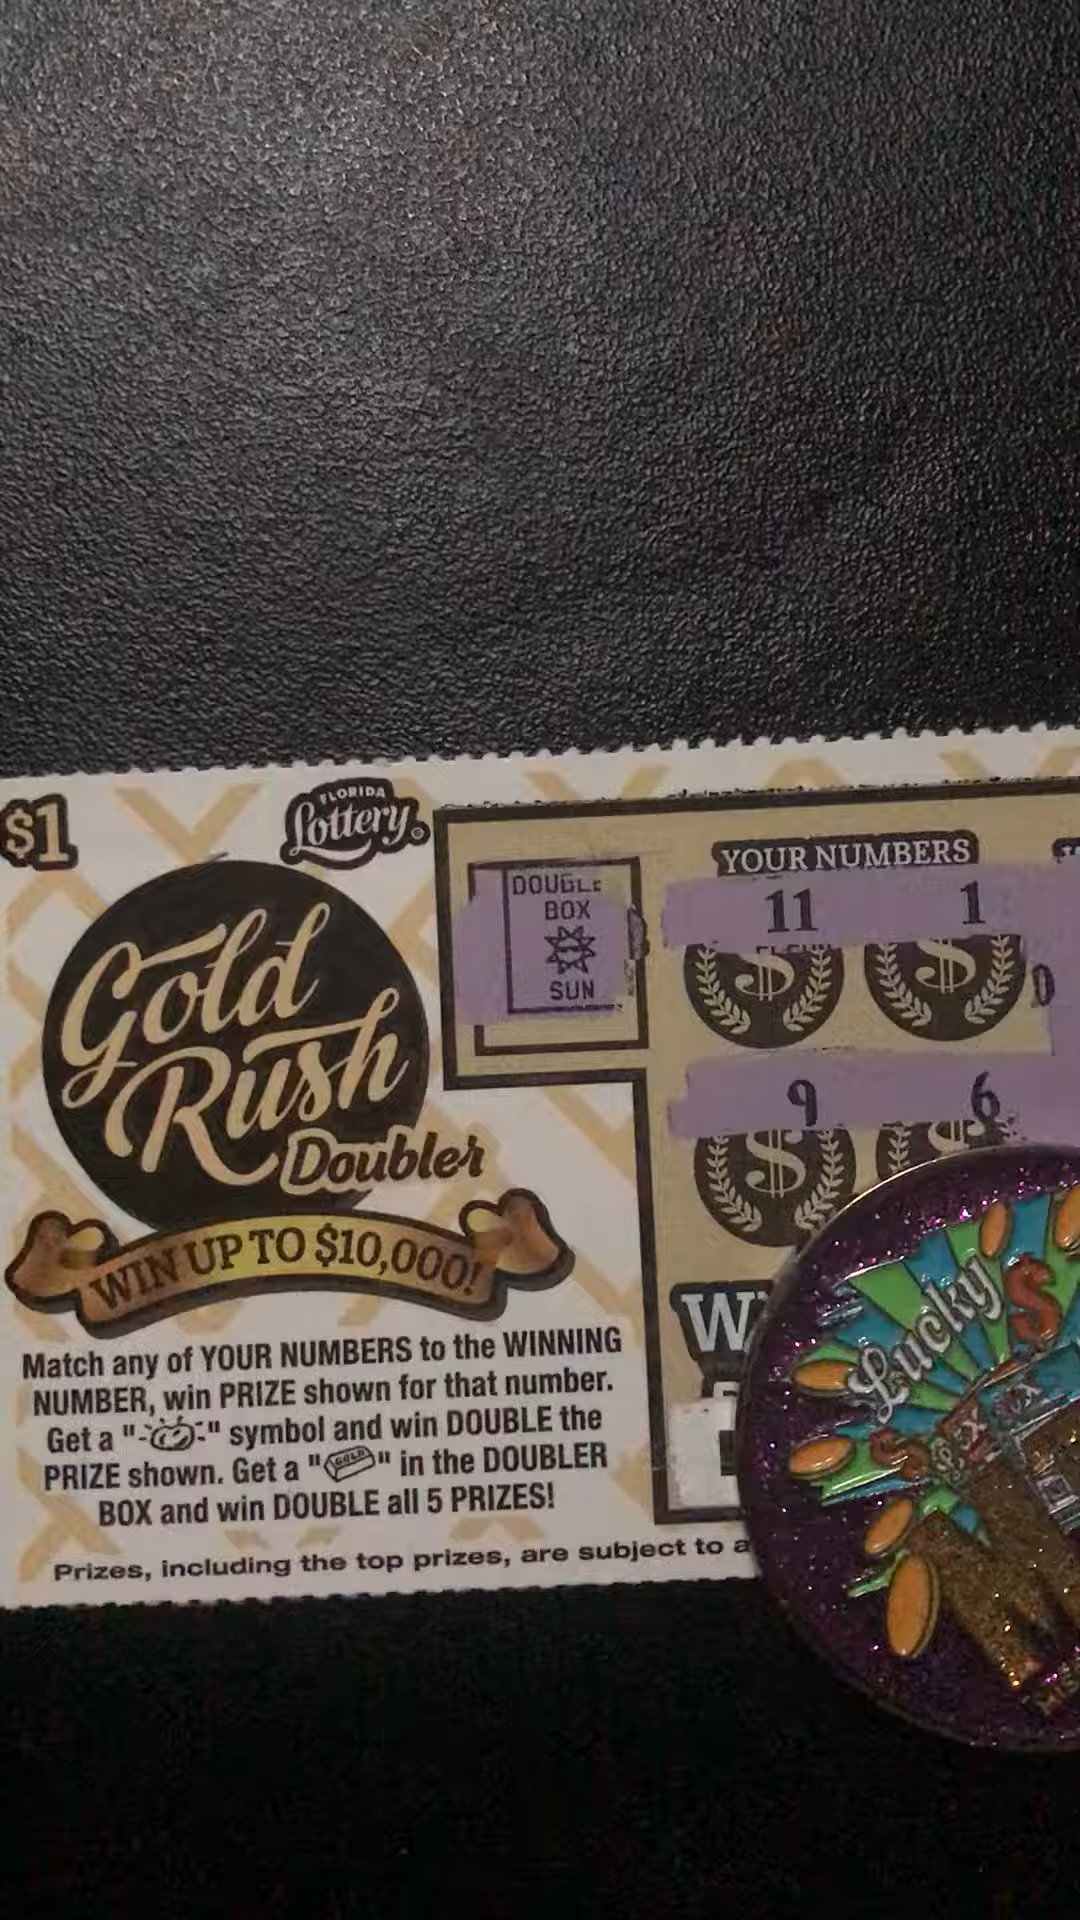 $1
FLORIDA
Lottery
Gold
Rush
Doubler
WIN UP TO $10,000!
Match any of YOUR NUMBERS to the WINNING
NUMBER, win PRIZE shown for that number.
Get a " " symbol and win DOUBLE the
PRIZE shown. Get a "GOLD" in the DOUBLER
BOX and win DOUBLE all 5 PRIZES!
Prizes, including the top prizes, are subject to a
DOUBLE
BOX
SUN
YOUR NUMBERS
11 1
9 6
Lucky